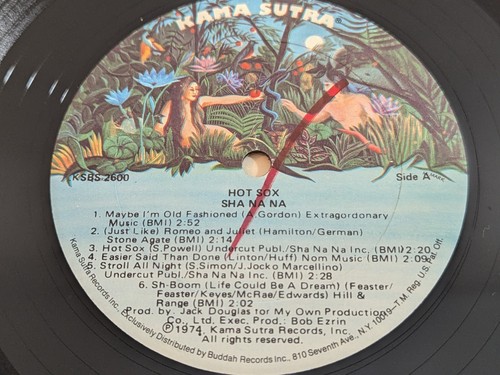 KAMA SUTRA®
KSBS 2600
Side A
MARK
HOT SOX
SHA NA NA
1. Maybe I'm Old Fashioned (A.Gordon) Extragordonary
Music (BMI) 2:52
2. (Just Like) Romeo and Juliet (Hamilton/German)
Stone Agate (BMI) 2:14
3. Hot Sox (S.Powell) Undercut Publ./Sha Na Na Inc. (BMI) 2:20
4. Easier Said Than Done (Linton/Huff) Nom Music (BMI) 2:09
5. Stroll All Night (S.Simon/J.Jocko Marcellino)
Undercut Publ./Sha Na Na Inc. (BMI) 2:28
6. Sh-Boom (Life Could Be A Dream) (Feaster/
Feaster/Keyes/McRae/Edwards) Hill &
Range (BMI) 2:02
Prod. by: Jack Douglas for My Own Production
Co., Ltd. Exec. Prod.: Bob Ezrin
℗1974, Kama Sutra Records, Inc.
Kama Sutra Records Inc., Exclusively Distributed by Buddah Records Inc., 810 Seventh Ave., N.Y. 10019-T.M. Reg. U.S. Pat. Off.